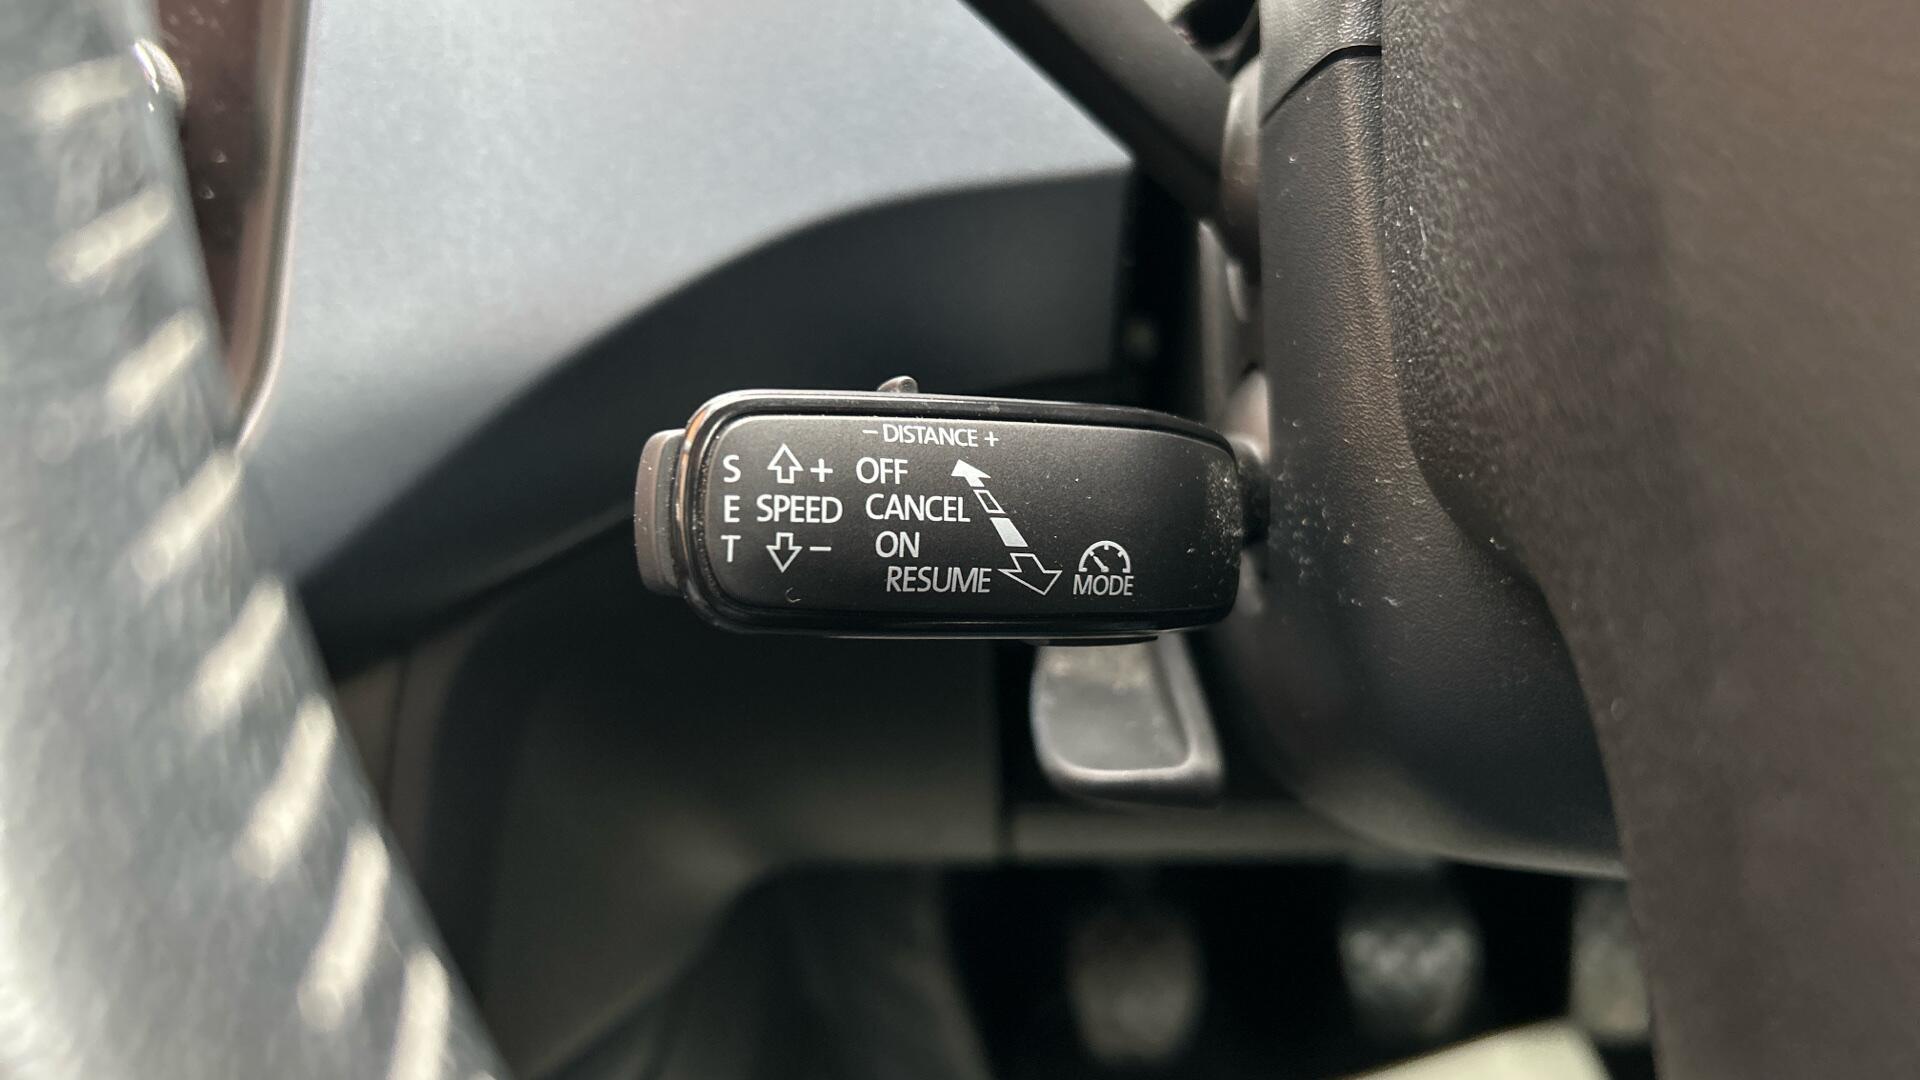 – DISTANCE +
S + OFF
E SPEED CANCEL
T – ON
RESUME
MODE